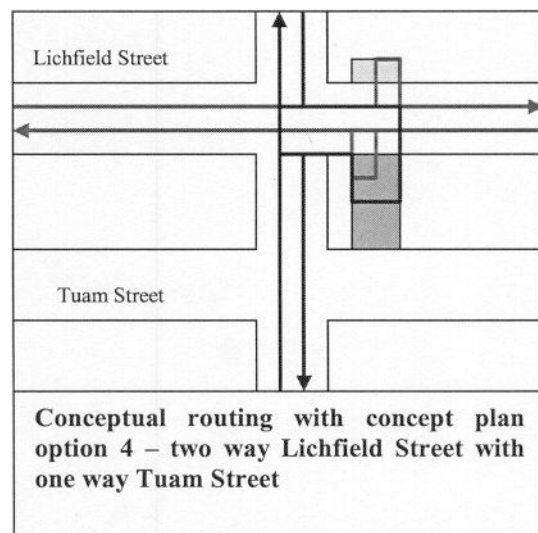 Lichfield Street
Tuam Street
Conceptual routing with concept plan
option 4 – two way Lichfield Street with
one way Tuam Street